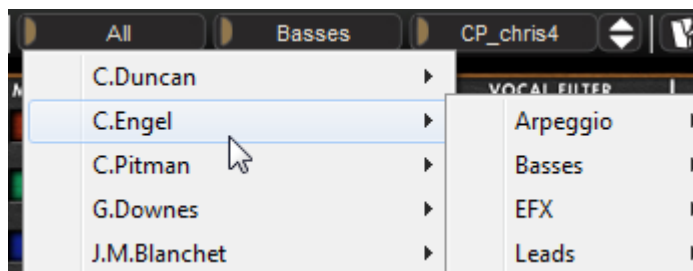 All Basses CP_chris4
C.Duncan
VOCAL FILTER
C.Engel
Arpeggio
C.Pitman
Basses
G.Downes
EFX
J.M.Blanchet
Leads